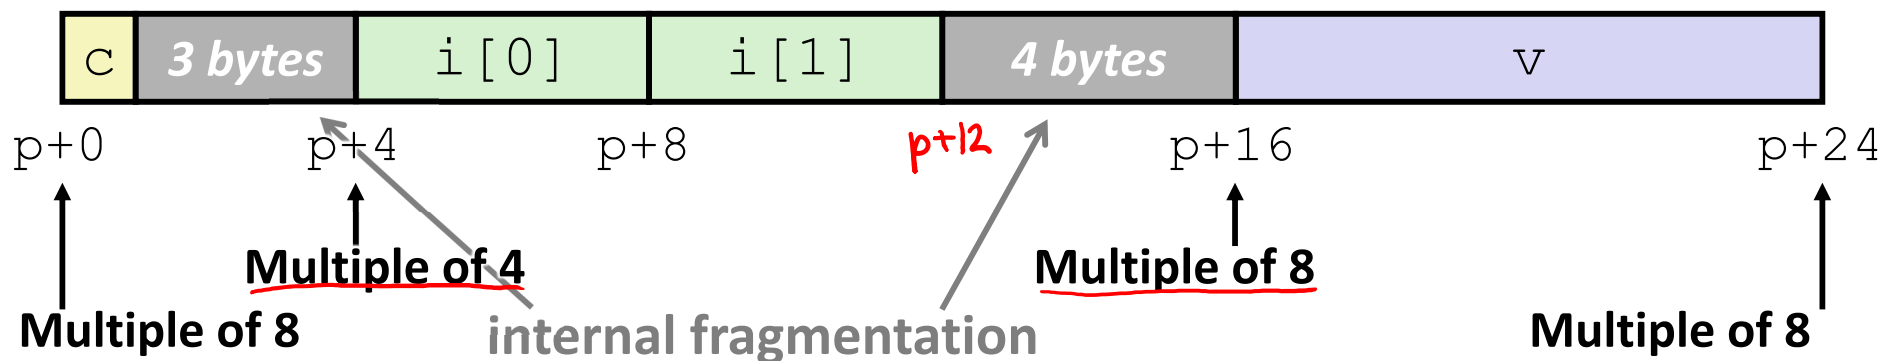 c 3 bytes i[0] i[1] 4 bytes v
p+0 p+4 p+8 p+12 p+16 p+24
Multiple of 4 Multiple of 8
Multiple of 8 internal fragmentation Multiple of 8